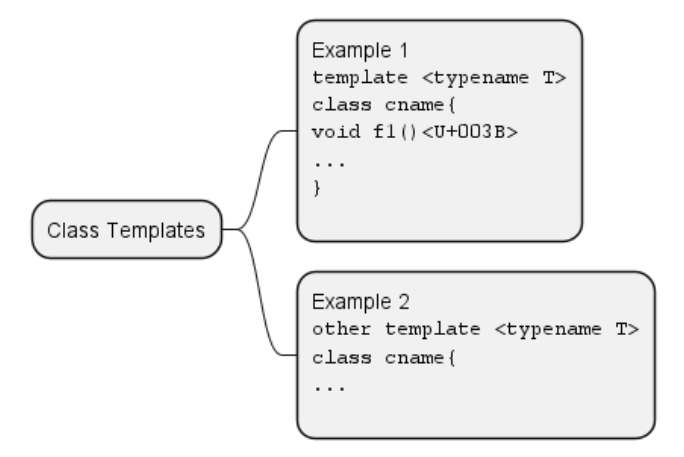 Class Templates
Example 1
template <typename T>
class cname{
void f1()<U+003B>
...
}
Example 2
other template <typename T>
class cname{
...